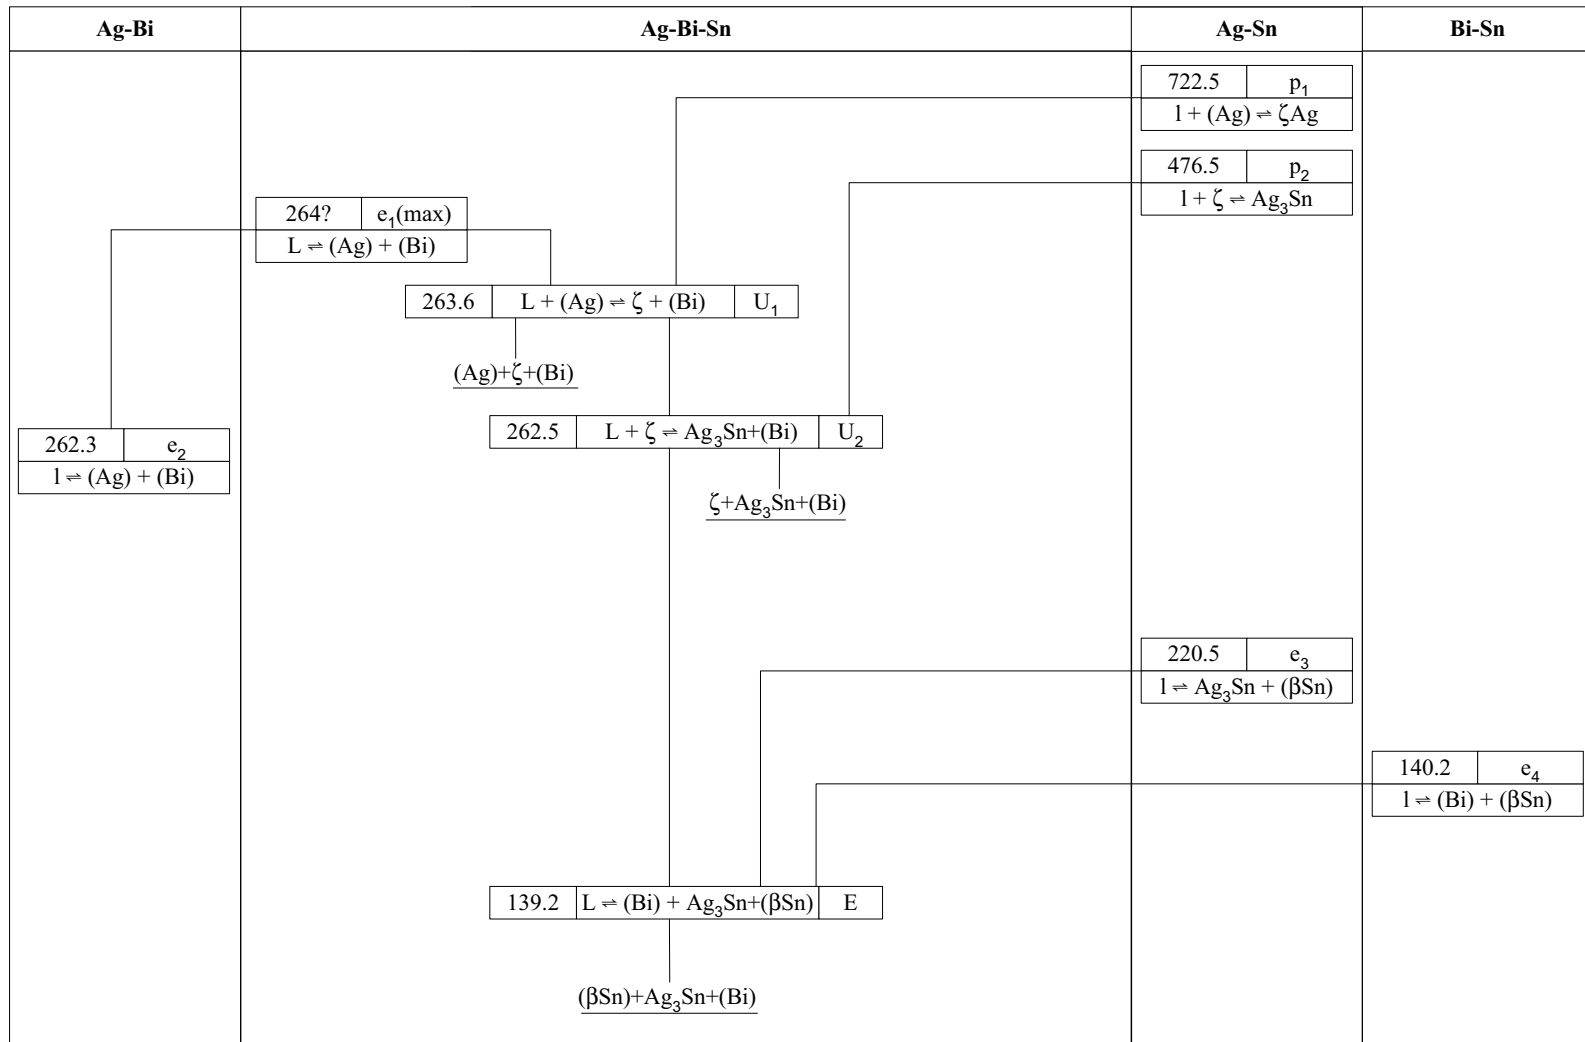 Ag-Bi Ag-Bi-Sn Ag-Sn Bi-Sn
722.5 p₁
l + (Ag) ⇌ ζAg
476.5 p₂
l + ζ ⇌ Ag₃Sn
264? e₁(max)
L ⇌ (Ag) + (Bi)
263.6 L + (Ag) ⇌ ζ + (Bi) U₁
(Ag)+ζ+(Bi)
262.5 L + ζ ⇌ Ag₃Sn+(Bi) U₂
262.3 e₂
l ⇌ (Ag) + (Bi)
ζ+Ag₃Sn+(Bi)
220.5 e₃
l ⇌ Ag₃Sn + (βSn)
140.2 e₄
l ⇌ (Bi) + (βSn)
139.2 L ⇌ (Bi) + Ag₃Sn+(βSn) E
(βSn)+Ag₃Sn+(Bi)